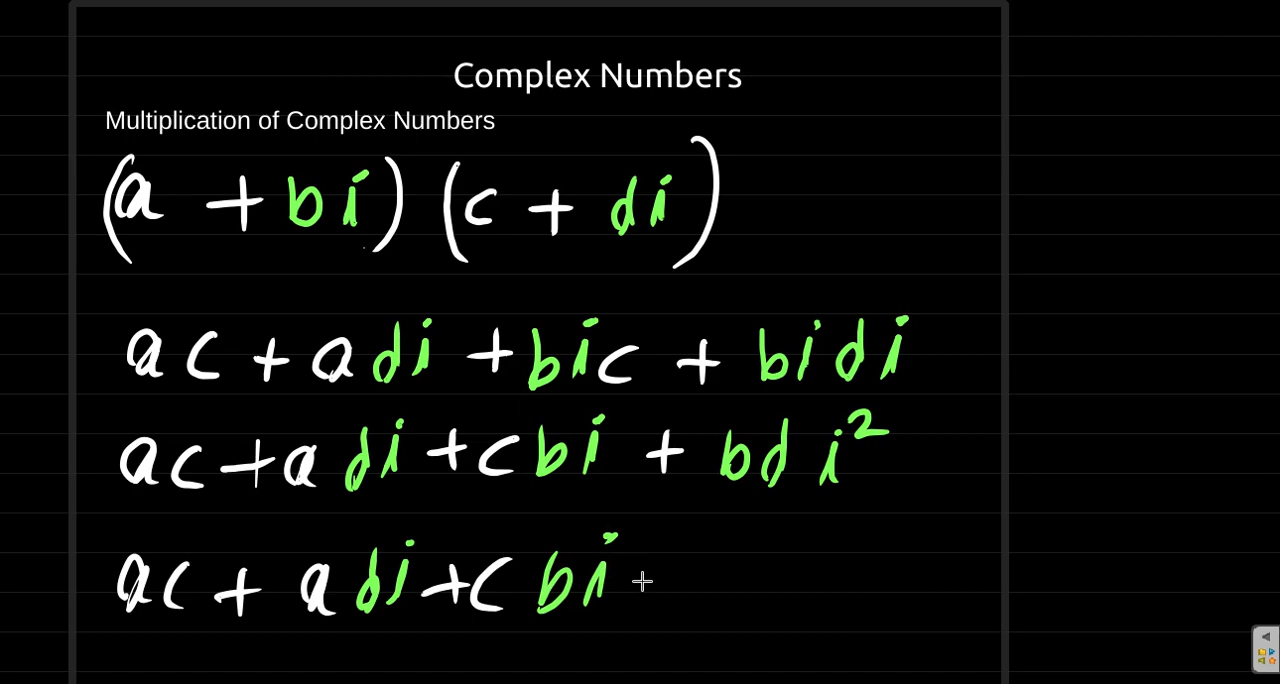 Complex Numbers
Multiplication of Complex Numbers
(a + bi) (c + di)
ac + adi + bic + bidi
ac + adi + cbi + bdi²
ac + adi + cbi